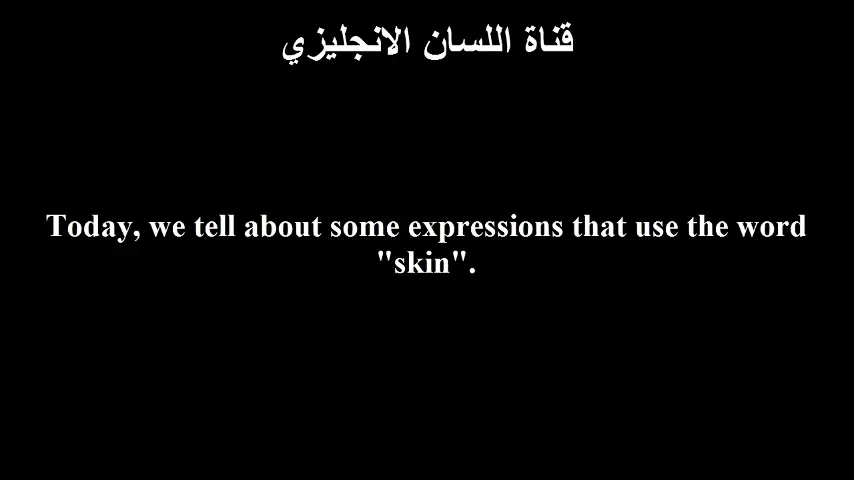 قناة اللسان الانجليزي
Today, we tell about some expressions that use the word
"skin".